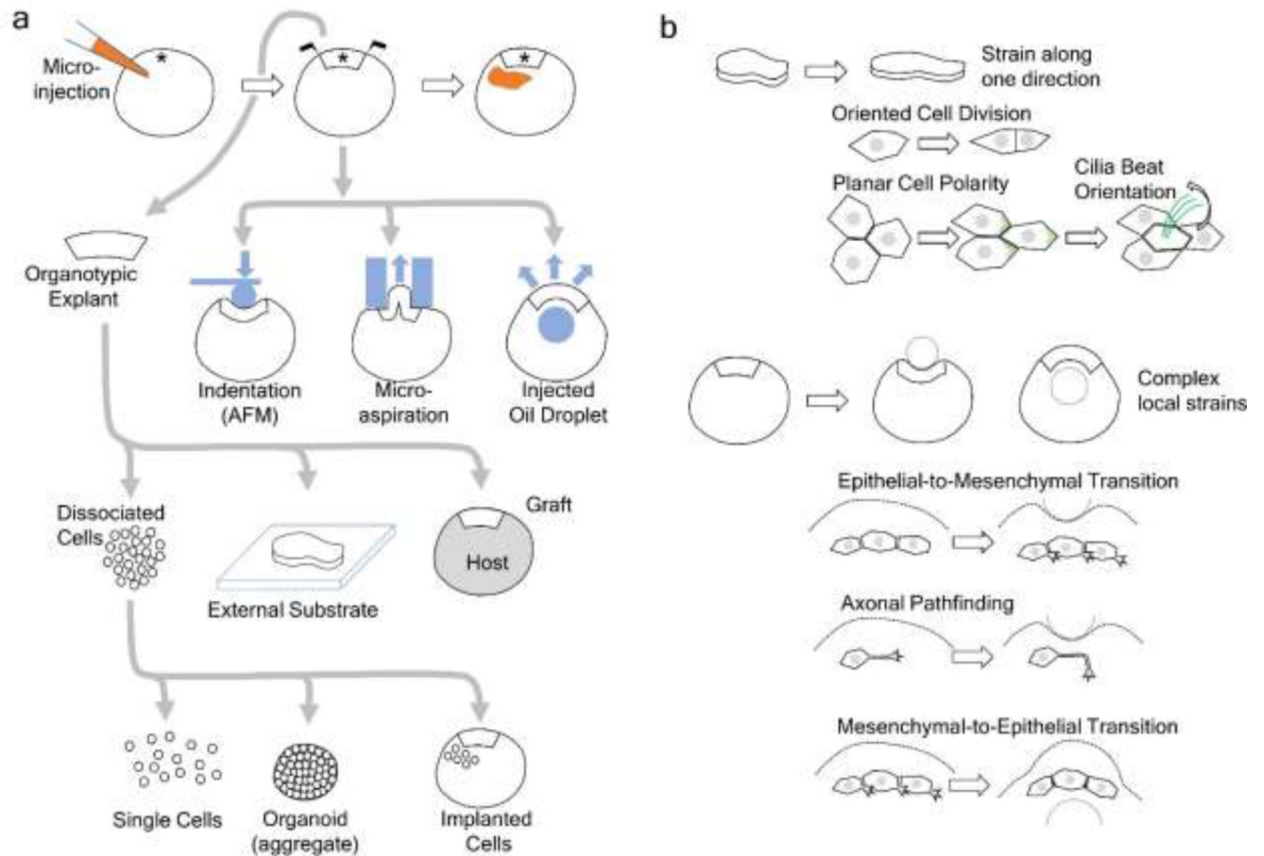 a
Micro-
injection
*
*
*
Organotypic
Explant
Indentation
(AFM)
Micro-
aspiration
Injected
Oil Droplet
Dissociated
Cells
External Substrate
Graft
Host
Single Cells
Organoid
(aggregate)
Implanted
Cells
b
Strain along
one direction
Oriented Cell Division
Planar Cell Polarity
Cilia Beat
Orientation
Complex
local strains
Epithelial-to-Mesenchymal Transition
Axonal Pathfinding
Mesenchymal-to-Epithelial Transition